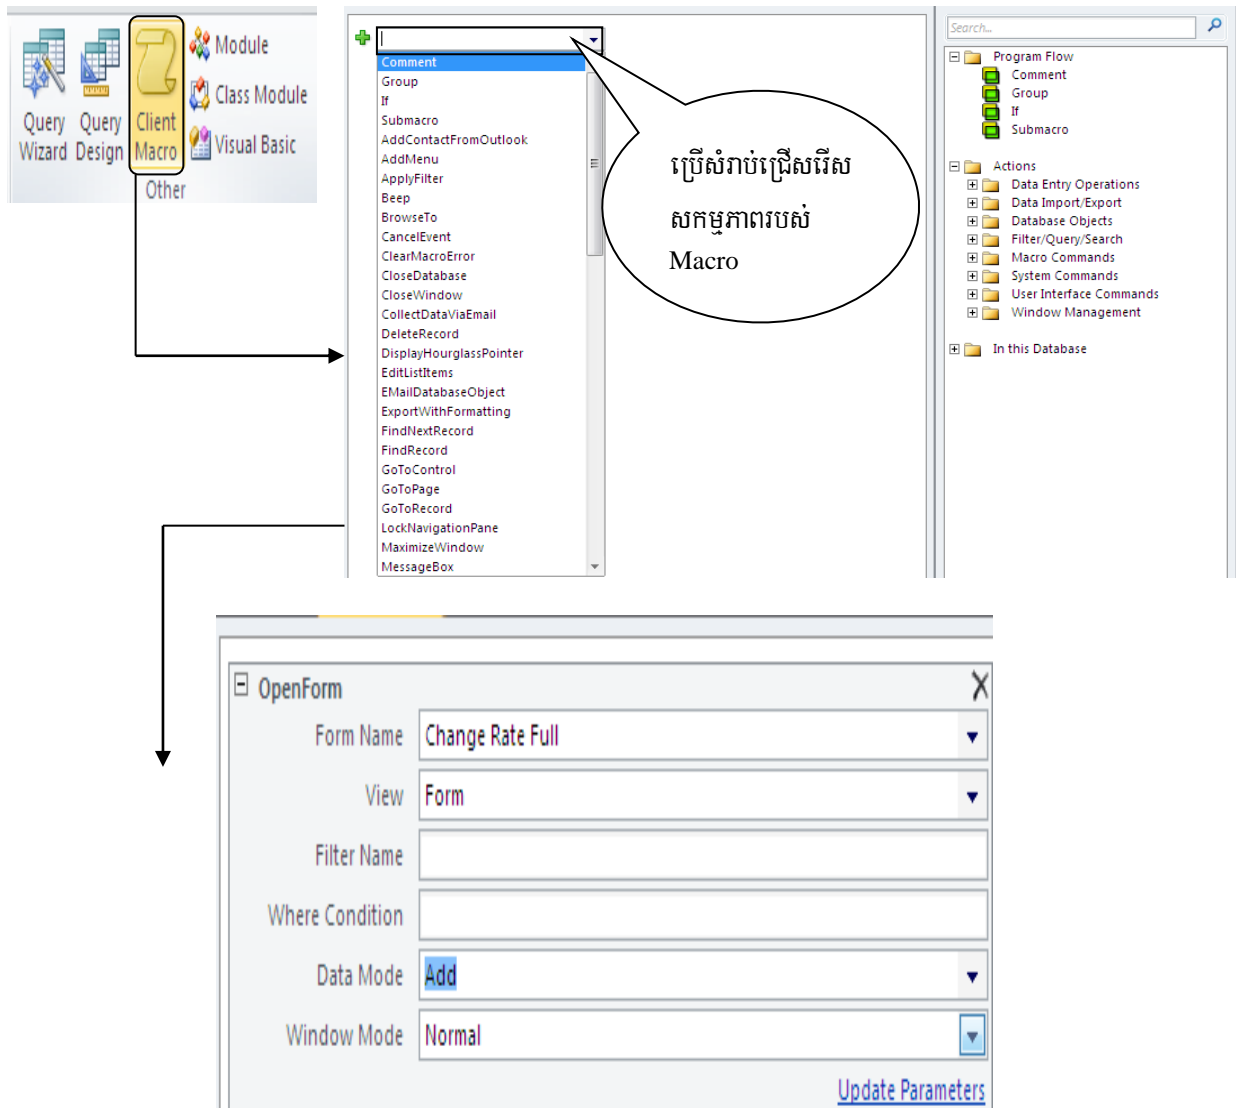 Query Wizard
Query Design
Client Macro
Module
Class Module
Visual Basic
Other
Comment
Group
If
Submacro
AddContactFromOutlook
AddMenu
ApplyFilter
Beep
BrowseTo
CancelEvent
ClearMacroError
CloseDatabase
CloseWindow
CollectDataViaEmail
DeleteRecord
DisplayHourglassPointer
EditListItems
EMailDatabaseObject
ExportWithFormatting
FindNextRecord
FindRecord
GoToControl
GoToPage
GoToRecord
LockNavigationPane
MaximizeWindow
MessageBox
ប្រើសំរាប់ជ្រើសរើស
សកម្មភាពរបស់
Macro
Search...
Program Flow
Comment
Group
If
Submacro
Actions
Data Entry Operations
Data Import/Export
Database Objects
Filter/Query/Search
Macro Commands
System Commands
User Interface Commands
Window Management
In this Database
OpenForm
Form Name Change Rate Full
View Form
Filter Name
Where Condition
Data Mode Add
Window Mode Normal
Update Parameters